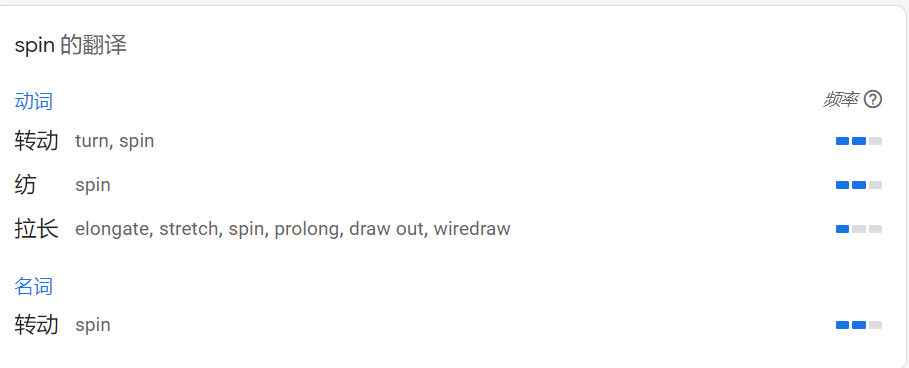 spin 的翻译
动词 频率 ?
转动 turn, spin
纺 spin
拉长 elongate, stretch, spin, prolong, draw out, wiredraw
名词
转动 spin